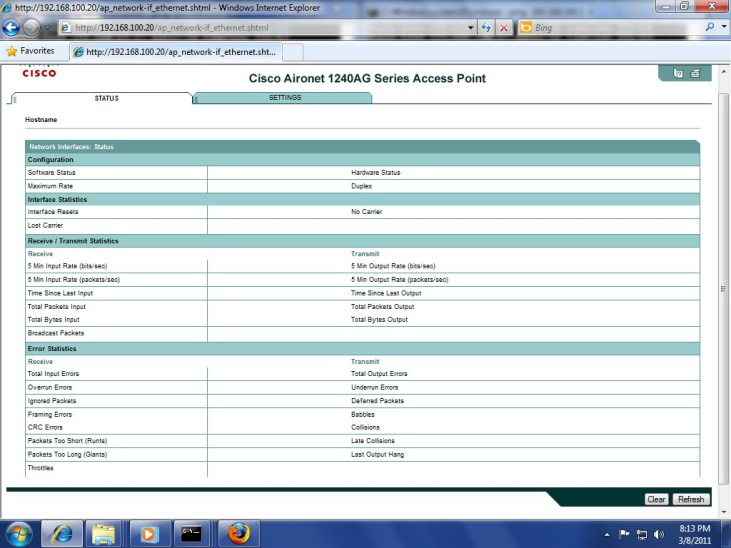 http://192.168.100.20/ap_network-if_ethernet.shtml - Windows Internet Explorer
http://192.168.100.20/ap_network-if_ethernet.shtml
Bing
Favorites
http://192.168.100.20/ap_network-if_ethernet.sht...
CISCO
Cisco Aironet 1240AG Series Access Point
STATUS
SETTINGS
Hostname
Network Interfaces: Status
Configuration
Software Status
Hardware Status
Maximum Rate
Duplex
Interface Statistics
Interface Resets
No Carrier
Lost Carrier
Receive / Transmit Statistics
Receive
Transmit
5 Min Input Rate (bits/sec)
5 Min Output Rate (bits/sec)
5 Min Input Rate (packets/sec)
5 Min Output Rate (packets/sec)
Time Since Last Input
Time Since Last Output
Total Packets Input
Total Packets Output
Total Bytes Input
Total Bytes Output
Broadcast Packets
Error Statistics
Receive
Transmit
Total Input Errors
Total Output Errors
Overrun Errors
Underrun Errors
Ignored Packets
Deferred Packets
Framing Errors
Babbles
CRC Errors
Collisions
Packets Too Short (Runts)
Late Collisions
Packets Too Long (Giants)
Last Output Hang
Throttles
Clear
Refresh
8:13 PM
3/8/2011